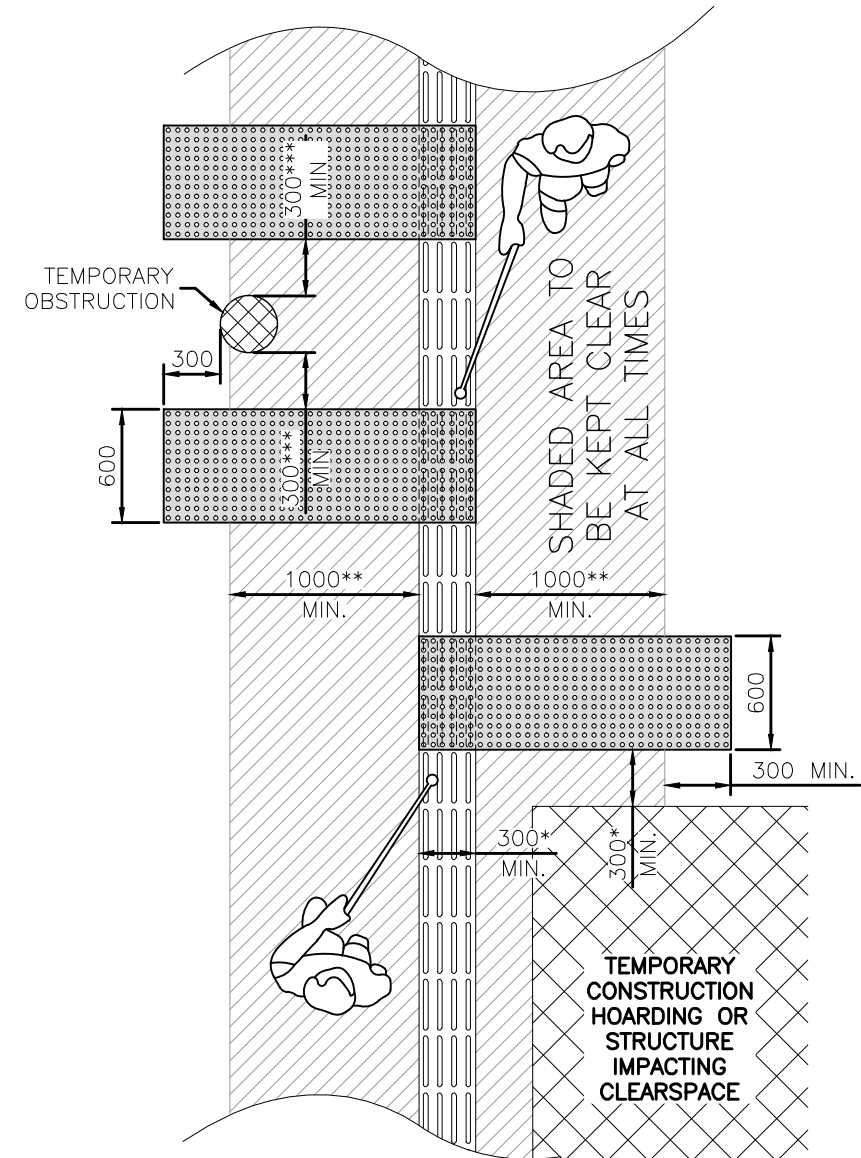 300***
MIN
TEMPORARY
OBSTRUCTION
SHADED AREA TO
BE KEPT CLEAR
AT ALL TIMES
300
600
300***
MIN
1000**
MIN.
1000**
MIN.
600
300 MIN.
300*
MIN.
300*
MIN.
TEMPORARY
CONSTRUCTION
HOARDING OR
STRUCTURE
IMPACTING
CLEARSPACE